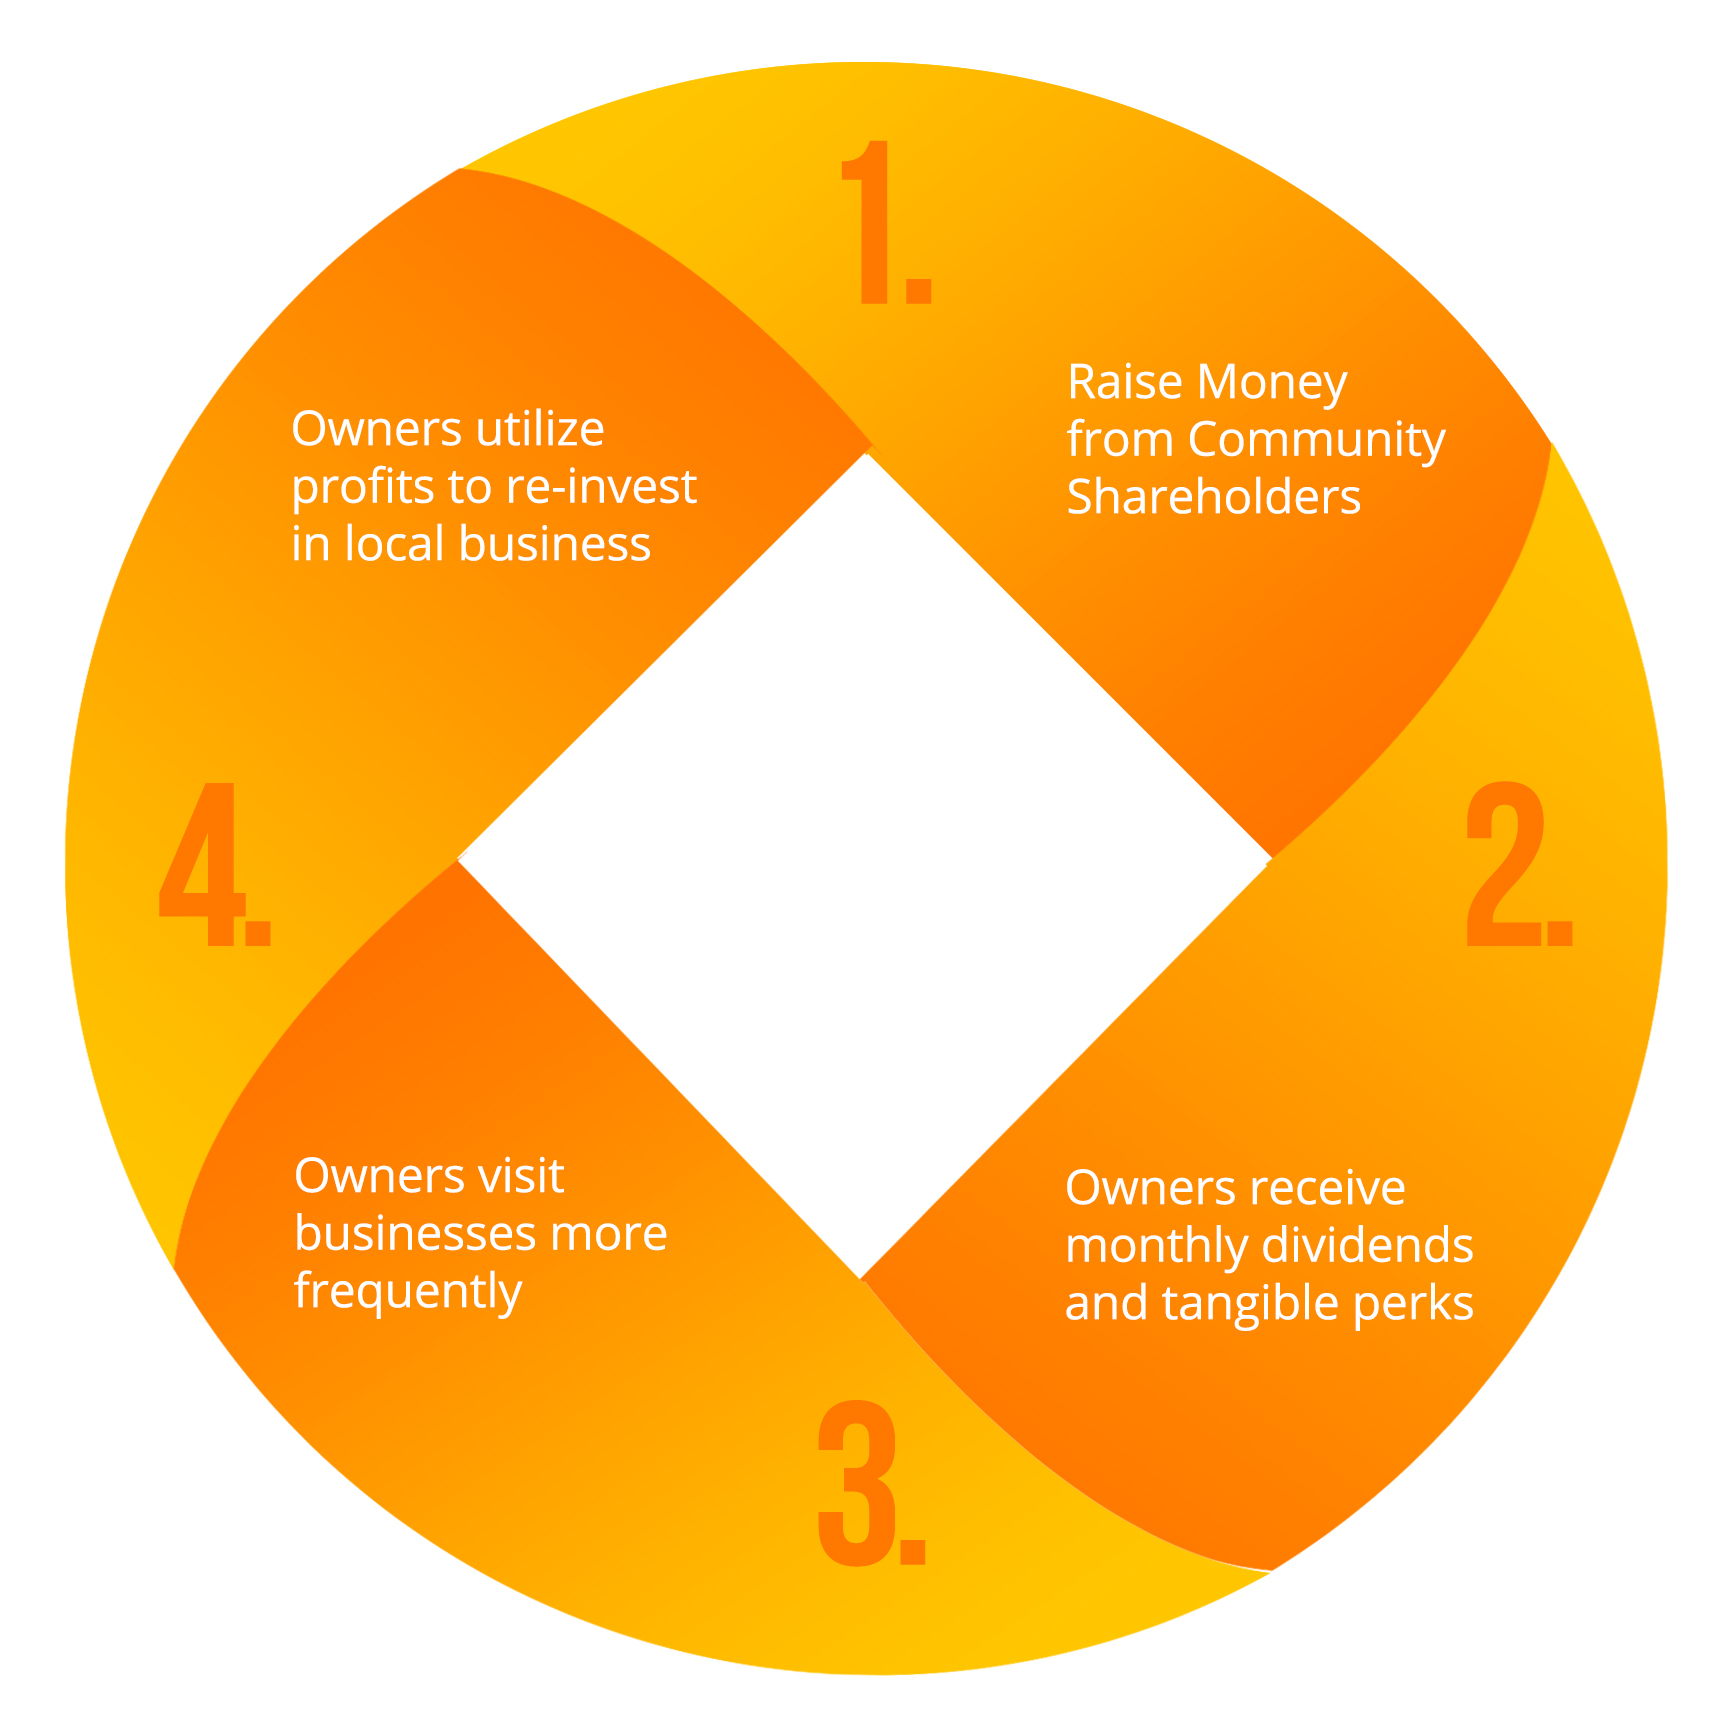 1.
Raise Money
from Community
Shareholders
2.
Owners receive
monthly dividends
and tangible perks
3.
Owners visit
businesses more
frequently
4.
Owners utilize
profits to re-invest
in local business